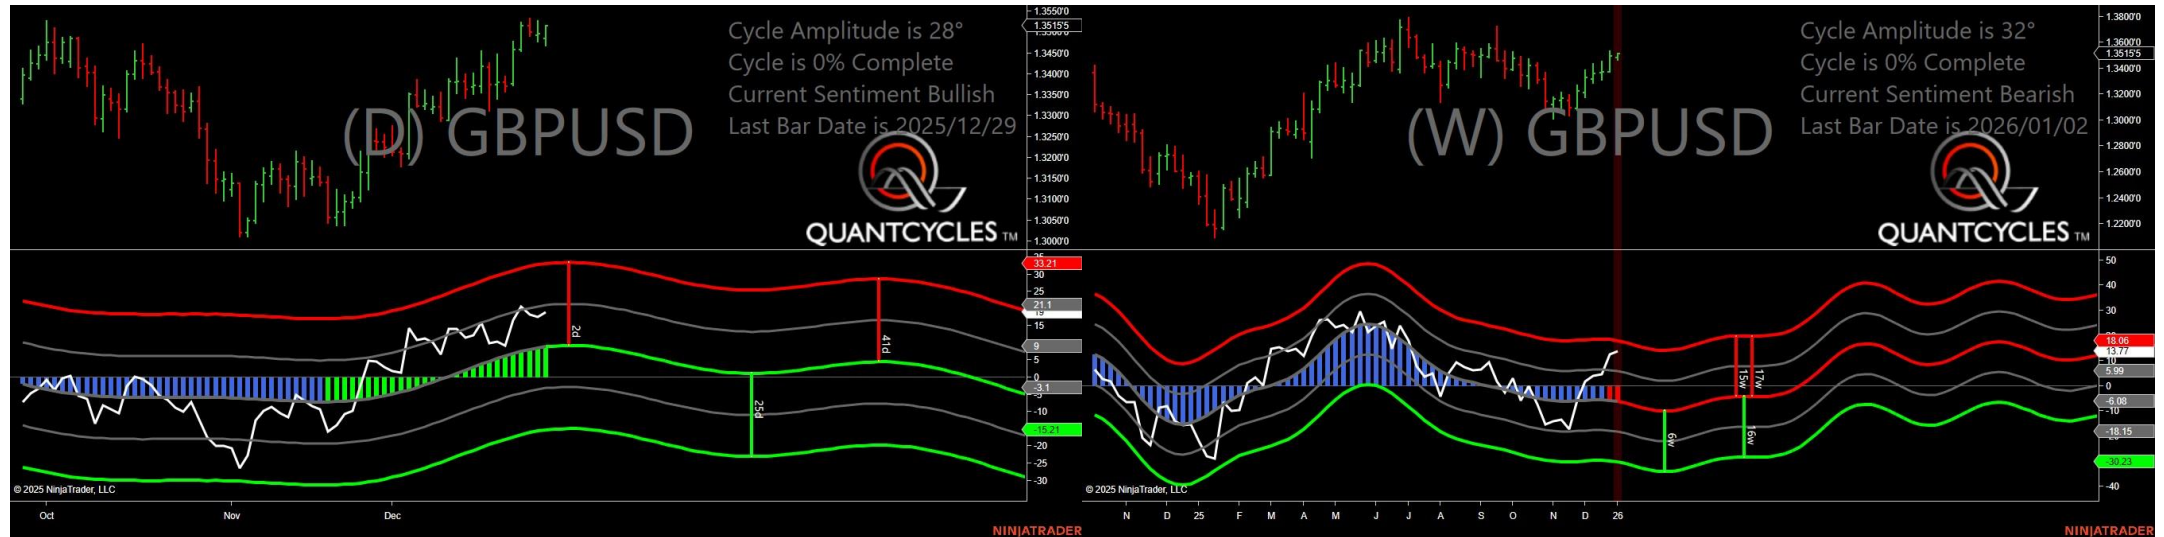 Cycle Amplitude is 28°
Cycle is 0% Complete
Current Sentiment Bullish
Last Bar Date is 2025/12/29
(D) GBPUSD
QUANTCYCLES TM
1.3550'0
1.3515'5
1.3450'0
1.3400'0
1.3350'0
1.3300'0
1.3250'0
1.3200'0
1.3150'0
1.3100'0
1.3050'0
1.3000'0
2d
25d
41d
33.21
30
25
21.1
19
15
9
5
0
-3.1
-10
-15.21
-20
-25
-30
© 2025 NinjaTrader, LLC
Oct Nov Dec
NINJATRADER
Cycle Amplitude is 32°
Cycle is 0% Complete
Current Sentiment Bearish
Last Bar Date is 2026/01/02
(W) GBPUSD
QUANTCYCLES TM
1.3800'0
1.3600'0
1.3515'5
1.3400'0
1.3200'0
1.3000'0
1.2800'0
1.2600'0
1.2400'0
1.2200'0
6w
15w
17w
16w
50
40
30
18.06
13.77
5.99
0
-6.08
-10
-18.15
-30.23
-40
© 2025 NinjaTrader, LLC
N D 25 F M A M J J A S O N D 26
NINJATRADER